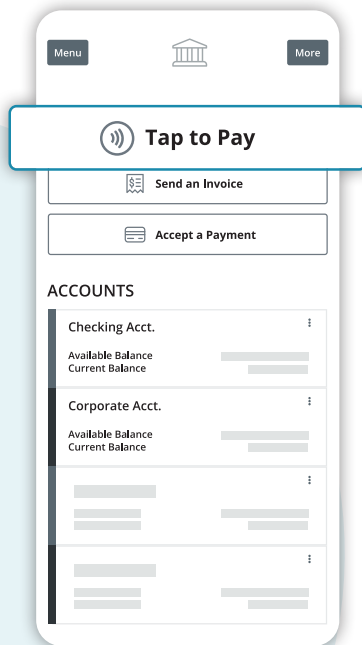 Menu
More
Tap to Pay
Send an Invoice
Accept a Payment
ACCOUNTS
Checking Acct.
Available Balance
Current Balance
Corporate Acct.
Available Balance
Current Balance